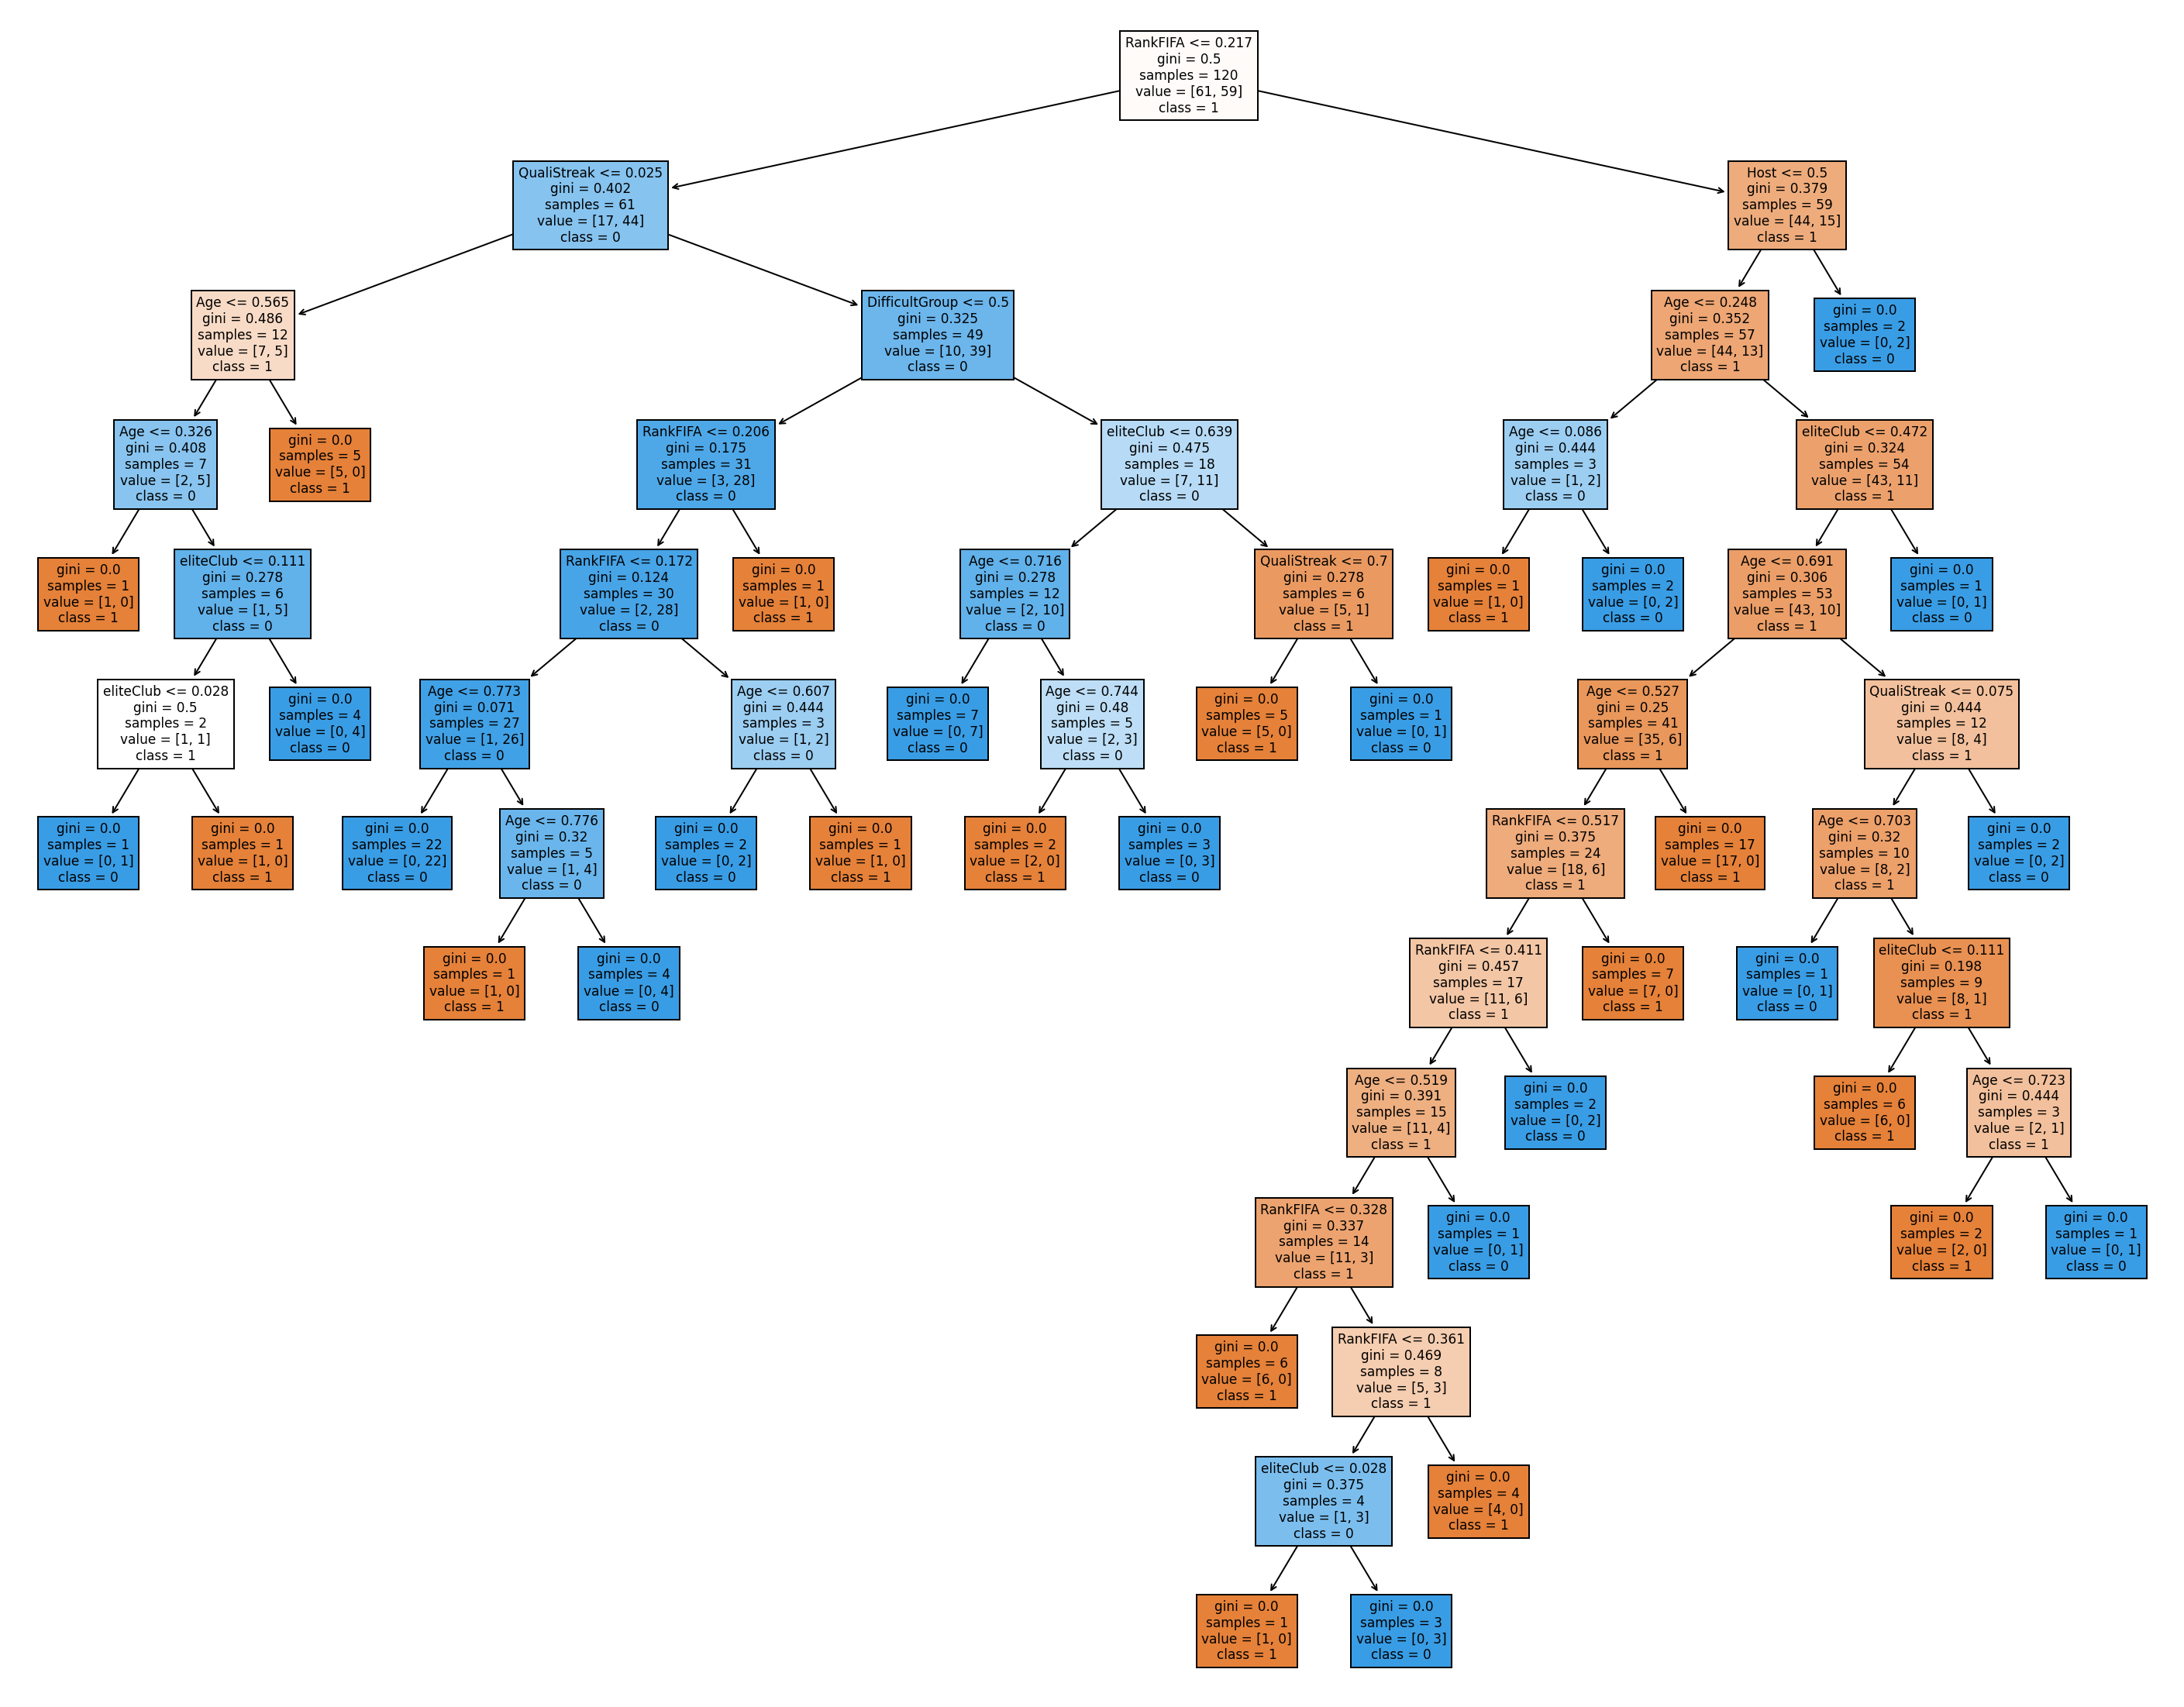 RankFIFA <= 0.217
gini = 0.5
samples = 120
value = [61, 59]
class = 1
QualiStreak <= 0.025
gini = 0.402
samples = 61
value = [17, 44]
class = 0
Host <= 0.5
gini = 0.379
samples = 59
value = [44, 15]
class = 1
Age <= 0.565
gini = 0.486
samples = 12
value = [7, 5]
class = 1
DifficultGroup <= 0.5
gini = 0.325
samples = 49
value = [10, 39]
class = 0
Age <= 0.248
gini = 0.352
samples = 57
value = [44, 13]
class = 1
gini = 0.0
samples = 2
value = [0, 2]
class = 0
Age <= 0.326
gini = 0.408
samples = 7
value = [2, 5]
class = 0
gini = 0.0
samples = 5
value = [5, 0]
class = 1
RankFIFA <= 0.206
gini = 0.175
samples = 31
value = [3, 28]
class = 0
eliteClub <= 0.639
gini = 0.475
samples = 18
value = [7, 11]
class = 0
Age <= 0.086
gini = 0.444
samples = 3
value = [1, 2]
class = 0
eliteClub <= 0.472
gini = 0.324
samples = 54
value = [43, 11]
class = 1
gini = 0.0
samples = 1
value = [1, 0]
class = 1
eliteClub <= 0.111
gini = 0.278
samples = 6
value = [1, 5]
class = 0
RankFIFA <= 0.172
gini = 0.124
samples = 30
value = [2, 28]
class = 0
gini = 0.0
samples = 1
value = [1, 0]
class = 1
Age <= 0.716
gini = 0.278
samples = 12
value = [2, 10]
class = 0
QualiStreak <= 0.7
gini = 0.278
samples = 6
value = [5, 1]
class = 1
gini = 0.0
samples = 1
value = [1, 0]
class = 1
gini = 0.0
samples = 2
value = [0, 2]
class = 0
Age <= 0.691
gini = 0.306
samples = 53
value = [43, 10]
class = 1
gini = 0.0
samples = 1
value = [0, 1]
class = 0
eliteClub <= 0.028
gini = 0.5
samples = 2
value = [1, 1]
class = 1
gini = 0.0
samples = 4
value = [0, 4]
class = 0
Age <= 0.773
gini = 0.071
samples = 27
value = [1, 26]
class = 0
Age <= 0.607
gini = 0.444
samples = 3
value = [1, 2]
class = 0
gini = 0.0
samples = 7
value = [0, 7]
class = 0
Age <= 0.744
gini = 0.48
samples = 5
value = [2, 3]
class = 0
gini = 0.0
samples = 5
value = [5, 0]
class = 1
gini = 0.0
samples = 1
value = [0, 1]
class = 0
Age <= 0.527
gini = 0.25
samples = 41
value = [35, 6]
class = 1
QualiStreak <= 0.075
gini = 0.444
samples = 12
value = [8, 4]
class = 1
gini = 0.0
samples = 1
value = [0, 1]
class = 0
gini = 0.0
samples = 1
value = [1, 0]
class = 1
gini = 0.0
samples = 22
value = [0, 22]
class = 0
Age <= 0.776
gini = 0.32
samples = 5
value = [1, 4]
class = 0
gini = 0.0
samples = 2
value = [0, 2]
class = 0
gini = 0.0
samples = 1
value = [1, 0]
class = 1
gini = 0.0
samples = 2
value = [2, 0]
class = 1
gini = 0.0
samples = 3
value = [0, 3]
class = 0
RankFIFA <= 0.517
gini = 0.375
samples = 24
value = [18, 6]
class = 1
gini = 0.0
samples = 17
value = [17, 0]
class = 1
Age <= 0.703
gini = 0.32
samples = 10
value = [8, 2]
class = 1
gini = 0.0
samples = 2
value = [0, 2]
class = 0
gini = 0.0
samples = 1
value = [1, 0]
class = 1
gini = 0.0
samples = 4
value = [0, 4]
class = 0
RankFIFA <= 0.411
gini = 0.457
samples = 17
value = [11, 6]
class = 1
gini = 0.0
samples = 7
value = [7, 0]
class = 1
gini = 0.0
samples = 1
value = [0, 1]
class = 0
eliteClub <= 0.111
gini = 0.198
samples = 9
value = [8, 1]
class = 1
Age <= 0.519
gini = 0.391
samples = 15
value = [11, 4]
class = 1
gini = 0.0
samples = 2
value = [0, 2]
class = 0
gini = 0.0
samples = 6
value = [6, 0]
class = 1
Age <= 0.723
gini = 0.444
samples = 3
value = [2, 1]
class = 1
RankFIFA <= 0.328
gini = 0.337
samples = 14
value = [11, 3]
class = 1
gini = 0.0
samples = 1
value = [0, 1]
class = 0
gini = 0.0
samples = 2
value = [2, 0]
class = 1
gini = 0.0
samples = 1
value = [0, 1]
class = 0
gini = 0.0
samples = 6
value = [6, 0]
class = 1
RankFIFA <= 0.361
gini = 0.469
samples = 8
value = [5, 3]
class = 1
eliteClub <= 0.028
gini = 0.375
samples = 4
value = [1, 3]
class = 0
gini = 0.0
samples = 4
value = [4, 0]
class = 1
gini = 0.0
samples = 1
value = [1, 0]
class = 1
gini = 0.0
samples = 3
value = [0, 3]
class = 0